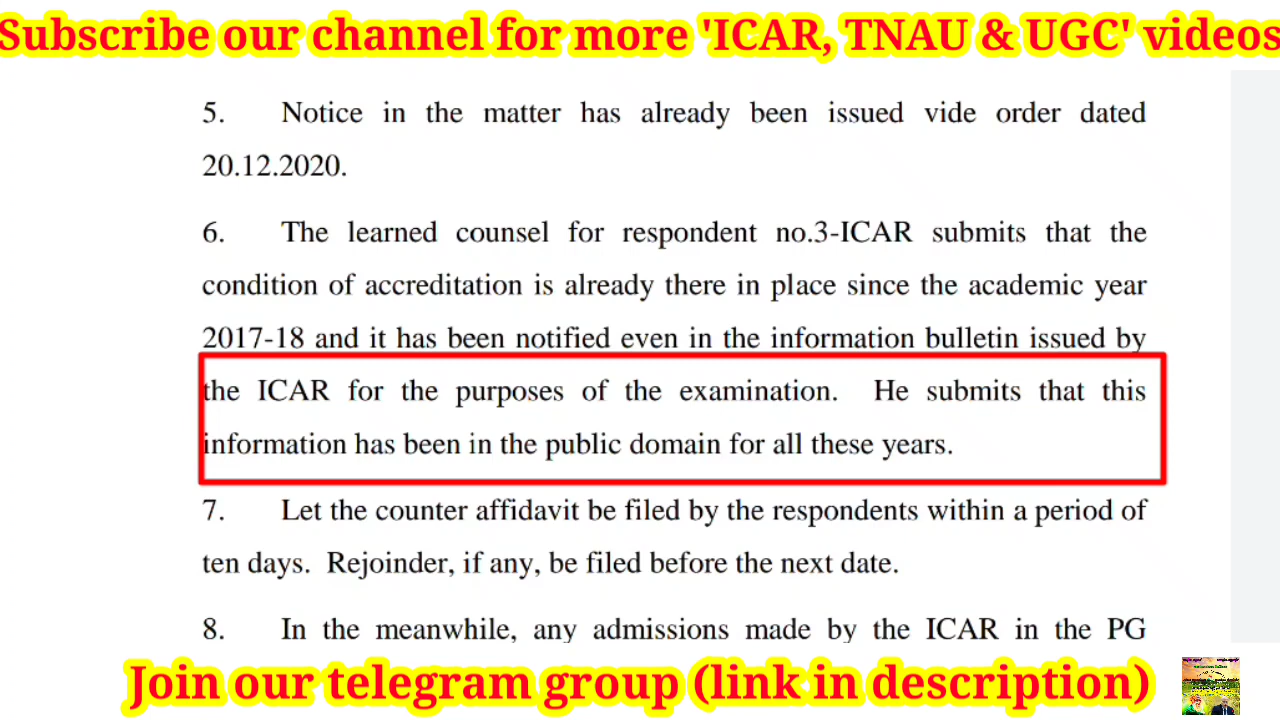 Subscribe our channel for more 'ICAR, TNAU & UGC' videos
5. Notice in the matter has already been issued vide order dated
20.12.2020.
6. The learned counsel for respondent no.3-ICAR submits that the
condition of accreditation is already there in place since the academic year
2017-18 and it has been notified even in the information bulletin issued by
the ICAR for the purposes of the examination. He submits that this
information has been in the public domain for all these years.
7. Let the counter affidavit be filed by the respondents within a period of
ten days. Rejoinder, if any, be filed before the next date.
8. In the meanwhile, any admissions made by the ICAR in the PG
Join our telegram group (link in description)